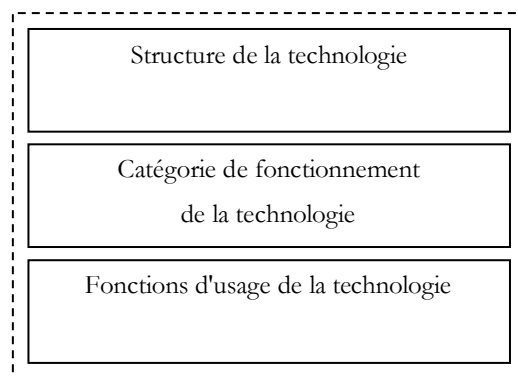 Structure de la technologie
Catégorie de fonctionnement
de la technologie
Fonctions d'usage de la technologie